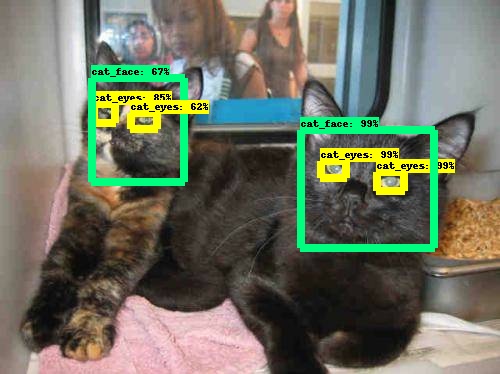 cat_face: 67%
cat_eyes: 85%
cat_eyes: 62%
cat_face: 99%
cat_eyes: 99%
cat_eyes: 99%